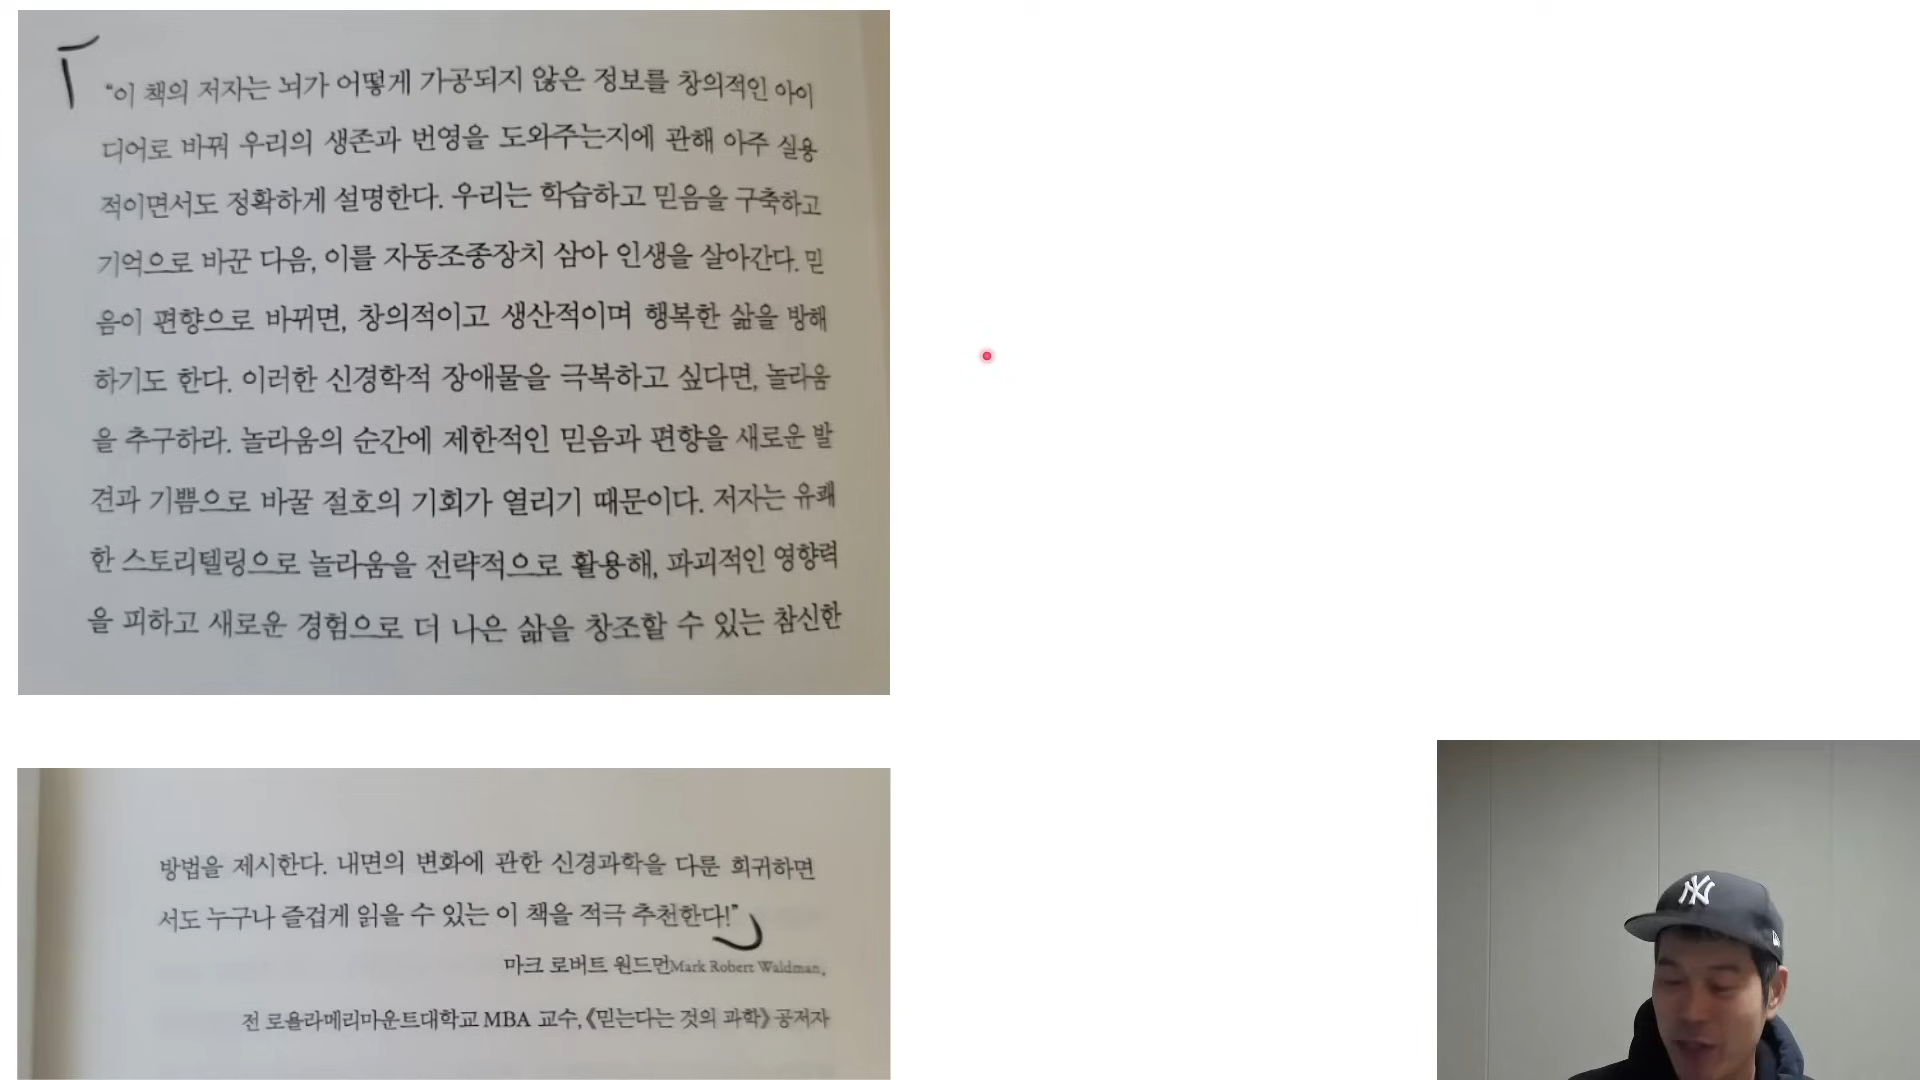 “이 책의 저자는 뇌가 어떻게 가공되지 않은 정보를 창의적인 아이
디어로 바꿔 우리의 생존과 번영을 도와주는지에 관해 아주 실용
적이면서도 정확하게 설명한다. 우리는 학습하고 믿음을 구축하고
기억으로 바꾼 다음, 이를 자동조종장치 삼아 인생을 살아간다. 믿
음이 편향으로 바뀌면, 창의적이고 생산적이며 행복한 삶을 방해
하기도 한다. 이러한 신경학적 장애물을 극복하고 싶다면, 놀라움
을 추구하라. 놀라움의 순간에 제한적인 믿음과 편향을 새로운 발
견과 기쁨으로 바꿀 절호의 기회가 열리기 때문이다. 저자는 유쾌
한 스토리텔링으로 놀라움을 전략적으로 활용해, 파괴적인 영향력
을 피하고 새로운 경험으로 더 나은 삶을 창조할 수 있는 참신한
방법을 제시한다. 내면의 변화에 관한 신경과학을 다룬 희귀하면
서도 누구나 즐겁게 읽을 수 있는 이 책을 적극 추천한다!”
마크 로버트 원드먼Mark Robert Waldman,
전 로욜라메리마운트대학교 MBA 교수, 《믿는다는 것의 과학》 공저자
NY